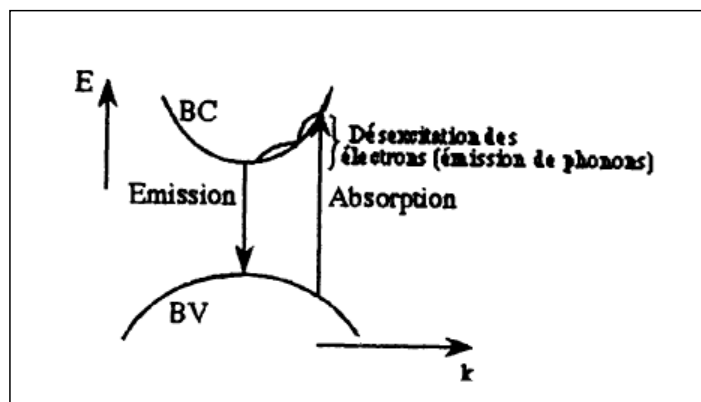 E
BC
Désexcitation des
électrons (émission de phonons)
Emission
Absorption
BV
k